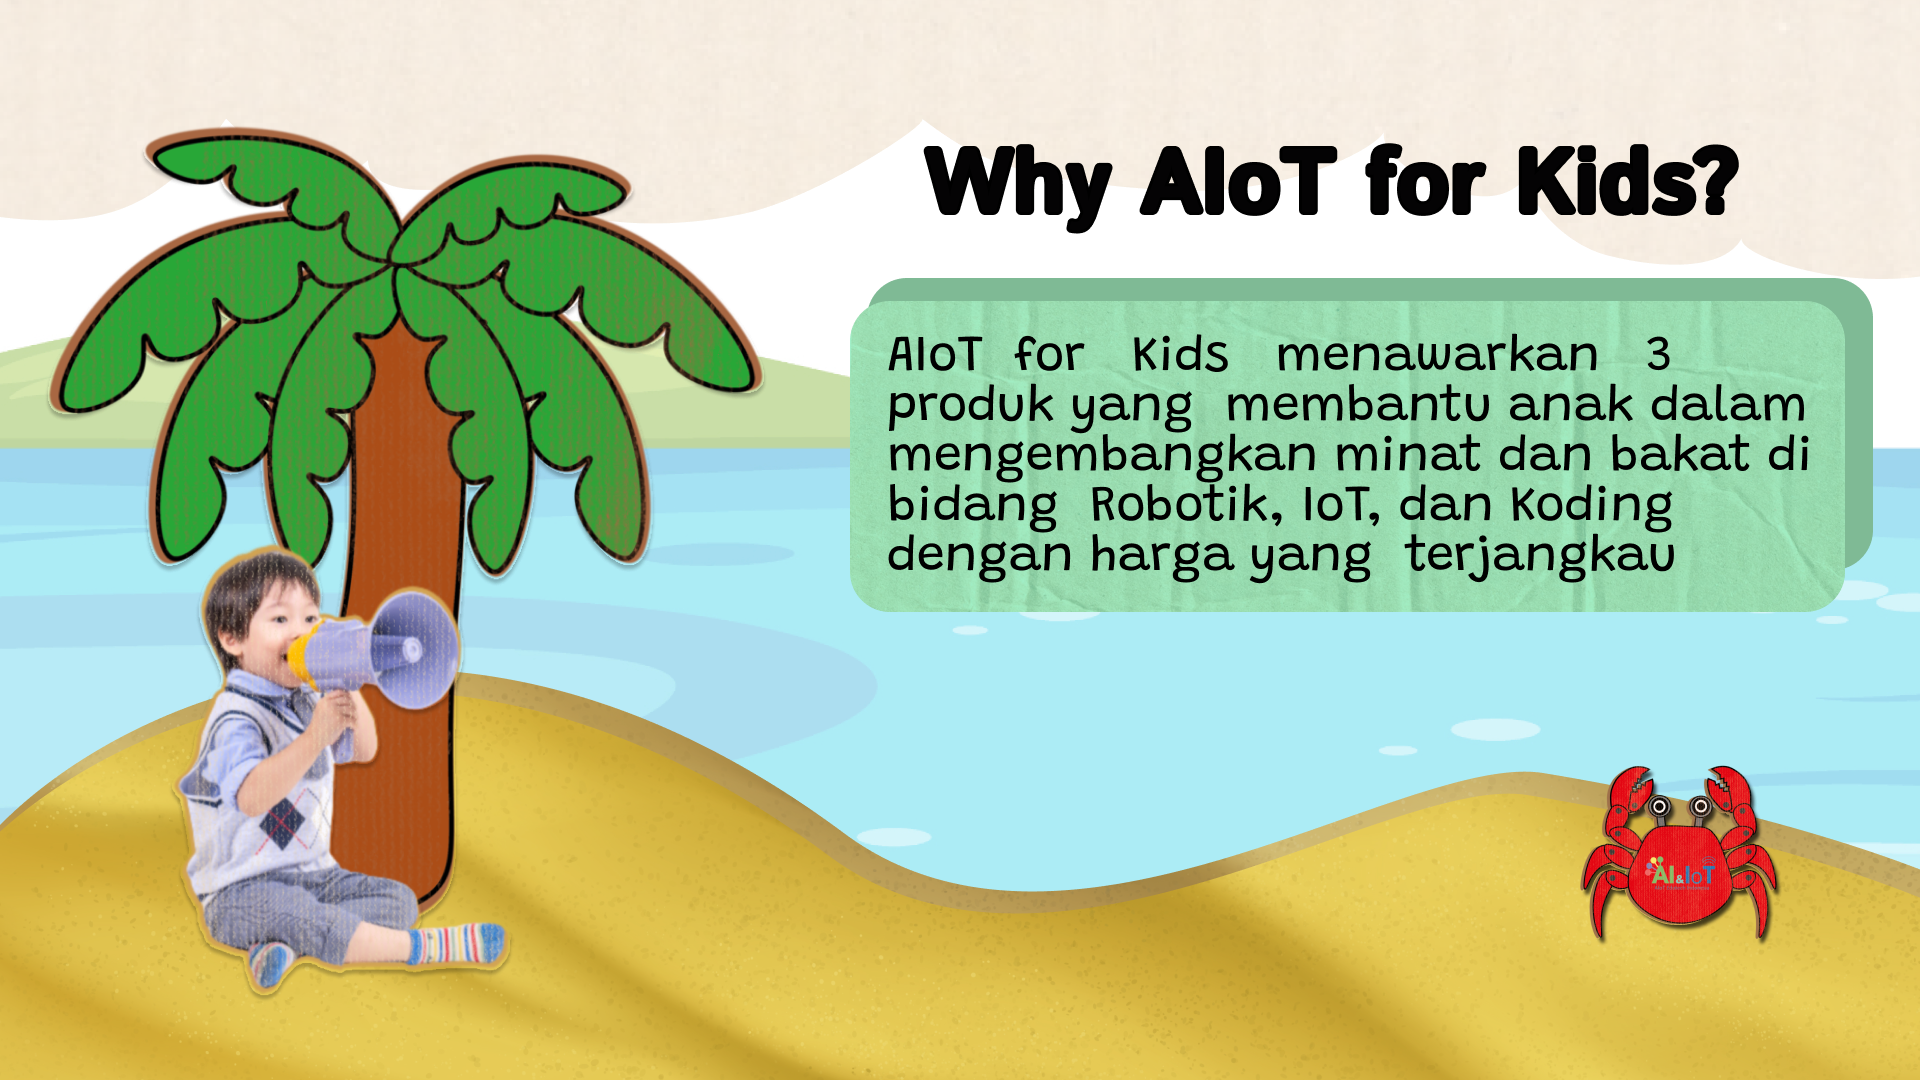 Why AIoT for Kids?
AIoT for Kids menawarkan 3
produk yang membantu anak dalam
mengembangkan minat dan bakat di
bidang Robotik, IoT, dan Koding
dengan harga yang terjangkau
AI&IoT